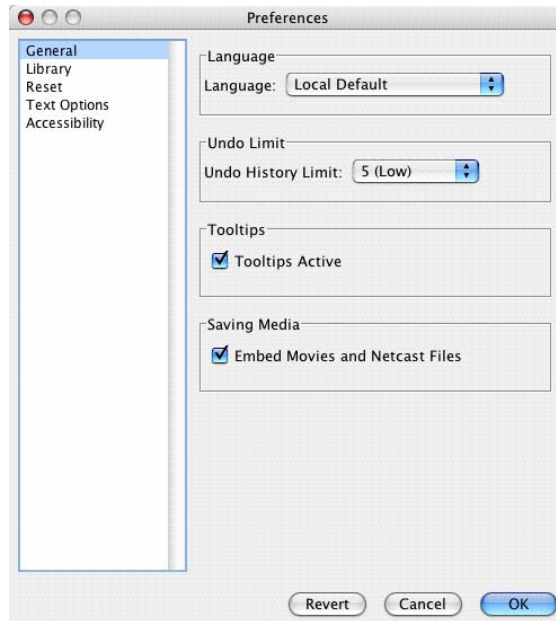 Preferences
General
Library
Reset
Text Options
Accessibility
Language
Language: Local Default
Undo Limit
Undo History Limit: 5 (Low)
Tooltips
Tooltips Active
Saving Media
Embed Movies and Netcast Files
Revert Cancel OK